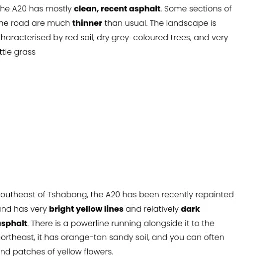 he A20 has mostly clean, recent asphalt. Some sections of
he road are much thinner than usual. The landscape is
haracterised by red soil, dry grey-coloured trees, and very
ttle grass
outheast of Tshabong, the A20 has been recently repainted
nd has very bright yellow lines and relatively dark
sphalt. There is a powerline running alongside it to the
ortheast, it has orange-tan sandy soil, and you can often
nd patches of yellow flowers.